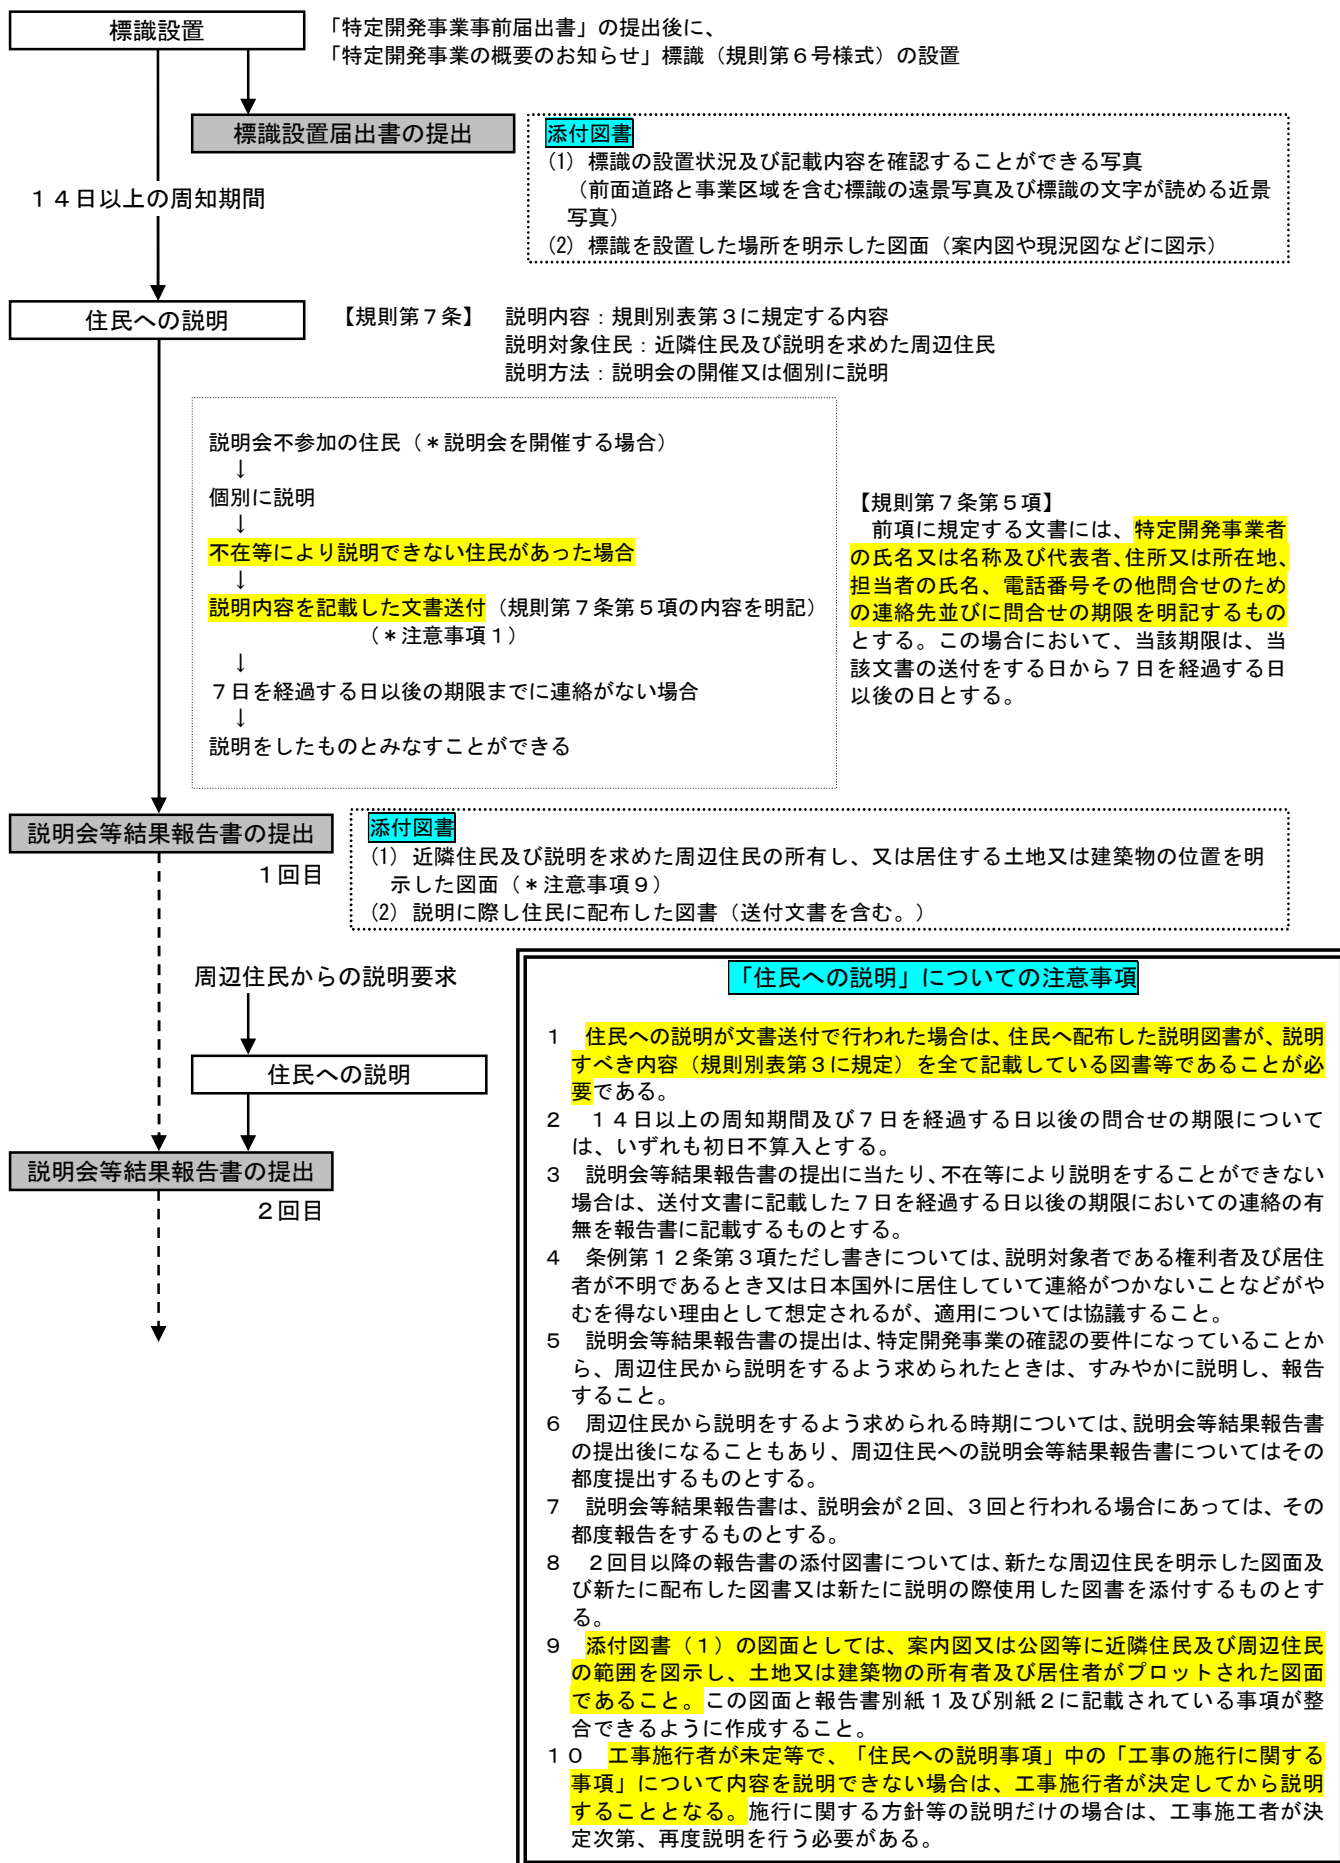 標識設置
「特定開発事業事前届出書」の提出後に、
「特定開発事業の概要のお知らせ」標識（規則第６号様式）の設置
標識設置届出書の提出
添付図書
(1) 標識の設置状況及び記載内容を確認することができる写真
（前面道路と事業区域を含む標識の遠景写真及び標識の文字が読める近景
写真）
(2) 標識を設置した場所を明示した図面（案内図や現況図などに図示）
１４日以上の周知期間
住民への説明
【規則第７条】 説明内容：規則別表第３に規定する内容
説明対象住民：近隣住民及び説明を求めた周辺住民
説明方法：説明会の開催又は個別に説明
説明会不参加の住民（＊説明会を開催する場合）
↓
個別に説明
↓
不在等により説明できない住民があった場合
↓
説明内容を記載した文書送付（規則第７条第５項の内容を明記）
（＊注意事項１）
↓
７日を経過する日以後の期限までに連絡がない場合
↓
説明をしたものとみなすことができる
【規則第７条第５項】
前項に規定する文書には、特定開発事業者
の氏名又は名称及び代表者、住所又は所在地、
担当者の氏名、電話番号その他問合せのため
の連絡先並びに問合せの期限を明記するもの
とする。この場合において、当該期限は、当
該文書の送付をする日から７日を経過する日
以後の日とする。
説明会等結果報告書の提出
１回目
添付図書
(1) 近隣住民及び説明を求めた周辺住民の所有し、又は居住する土地又は建築物の位置を明
示した図面（＊注意事項９）
(2) 説明に際し住民に配布した図書（送付文書を含む。）
周辺住民からの説明要求
住民への説明
説明会等結果報告書の提出
２回目
「住民への説明」についての注意事項
１ 住民への説明が文書送付で行われた場合は、住民へ配布した説明図書が、説明
すべき内容（規則別表第３に規定）を全て記載している図書等であることが必
要である。
２ １４日以上の周知期間及び７日を経過する日以後の問合せの期限について
は、いずれも初日不算入とする。
３ 説明会等結果報告書の提出に当たり、不在等により説明をすることができない
場合は、送付文書に記載した７日を経過する日以後の期限においての連絡の有
無を報告書に記載するものとする。
４ 条例第１２条第３項ただし書きについては、説明対象者である権利者及び居住
者が不明であるとき又は日本国外に居住していて連絡がつかないことなどがや
むを得ない理由として想定されるが、適用については協議すること。
５ 説明会等結果報告書の提出は、特定開発事業の確認の要件になっていることか
ら、周辺住民から説明をするよう求められたときは、すみやかに説明し、報告
すること。
６ 周辺住民から説明をするよう求められる時期については、説明会等結果報告書
の提出後になることもあり、周辺住民への説明会等結果報告書についてはその
都度提出するものとする。
７ 説明会等結果報告書は、説明会が２回、３回と行われる場合にあっては、その
都度報告をするものとする。
８ ２回目以降の報告書の添付図書については、新たな周辺住民を明示した図面及
び新たに配布した図書又は新たに説明の際使用した図書を添付するものとす
る。
９ 添付図書（１）の図面としては、案内図又は公図等に近隣住民及び周辺住民
の範囲を図示し、土地又は建築物の所有者及び居住者がプロットされた図面
であること。この図面と報告書別紙１及び別紙２に記載されている事項が整
合できるように作成すること。
１０ 工事施行者が未定等で、「住民への説明事項」中の「工事の施行に関する
事項」について内容を説明できない場合は、工事施行者が決定してから説明
することとなる。施行に関する方針等の説明だけの場合は、工事施工者が決
定次第、再度説明を行う必要がある。